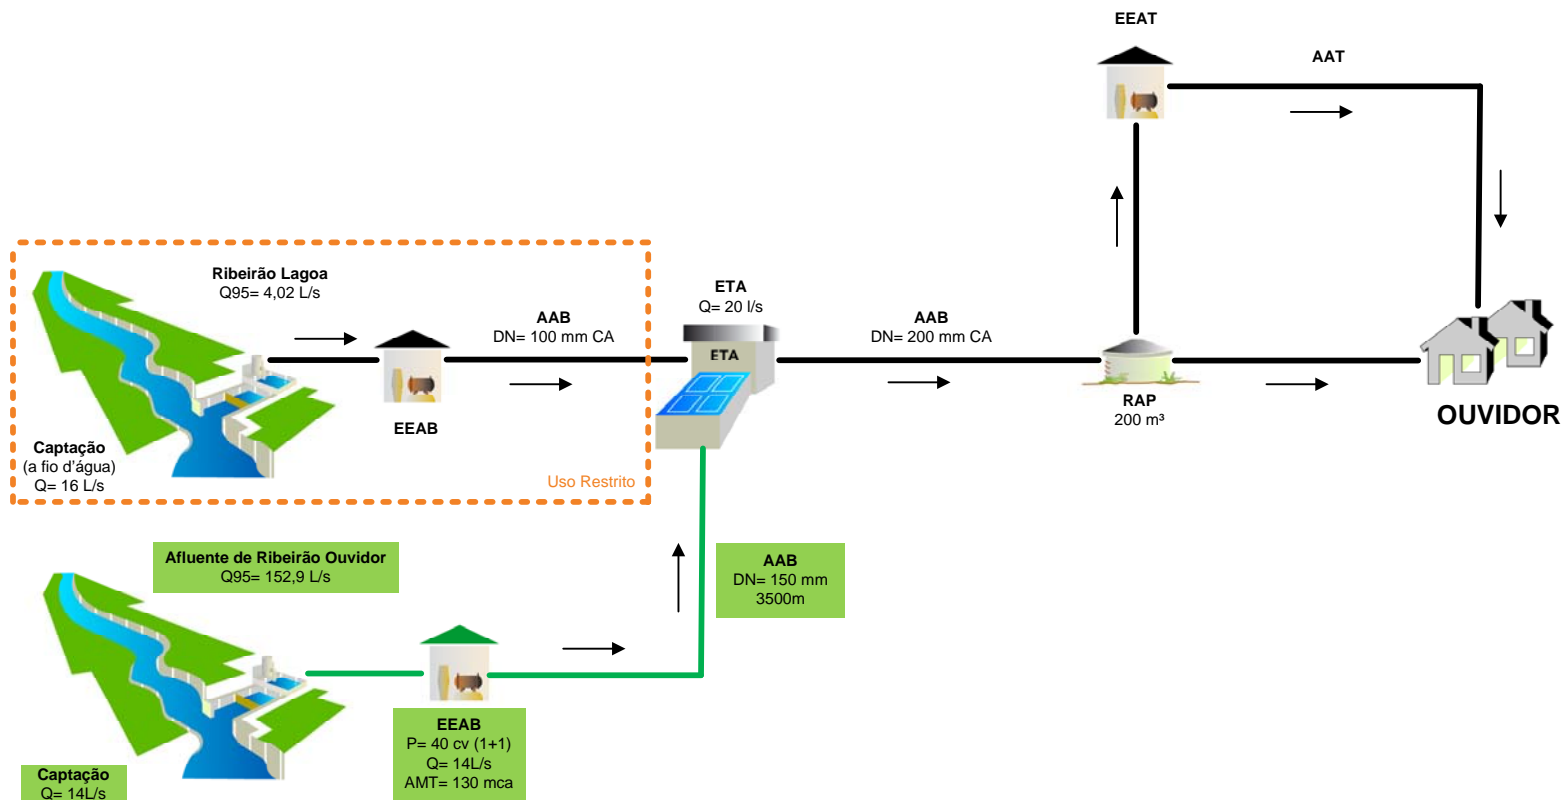 EEAT
AAT
Ribeirão Lagoa
Q95= 4,02 L/s
AAB
DN= 100 mm CA
EEAB
Captação
(a fio d'água)
Q= 16 L/s
Uso Restrito
ETA
Q= 20 l/s
ETA
AAB
DN= 200 mm CA
RAP
200 m³
OUVIDOR
Afluente de Ribeirão Ouvidor
Q95= 152,9 L/s
AAB
DN= 150 mm
3500m
EEAB
P= 40 cv (1+1)
Q= 14L/s
AMT= 130 mca
Captação
Q= 14L/s